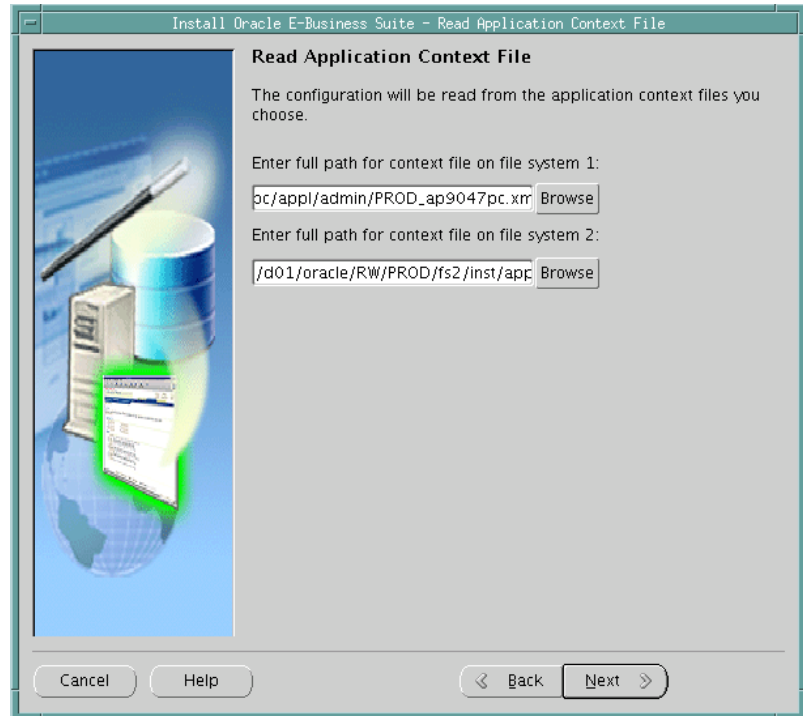 Install Oracle E-Business Suite - Read Application Context File
Read Application Context File
The configuration will be read from the application context files you
choose.
Enter full path for context file on file system 1:
pc/appl/admin/PROD_ap9047pc.xm Browse
Enter full path for context file on file system 2:
/d01/oracle/RW/PROD/fs2/inst/app Browse
Cancel Help Back Next